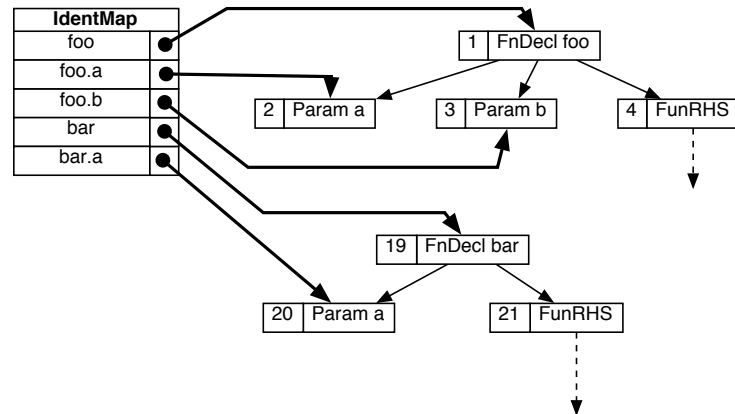 IdentMap
foo
foo.a
foo.b
bar
bar.a
1 FnDecl foo
2 Param a
3 Param b
4 FunRHS
19 FnDecl bar
20 Param a
21 FunRHS